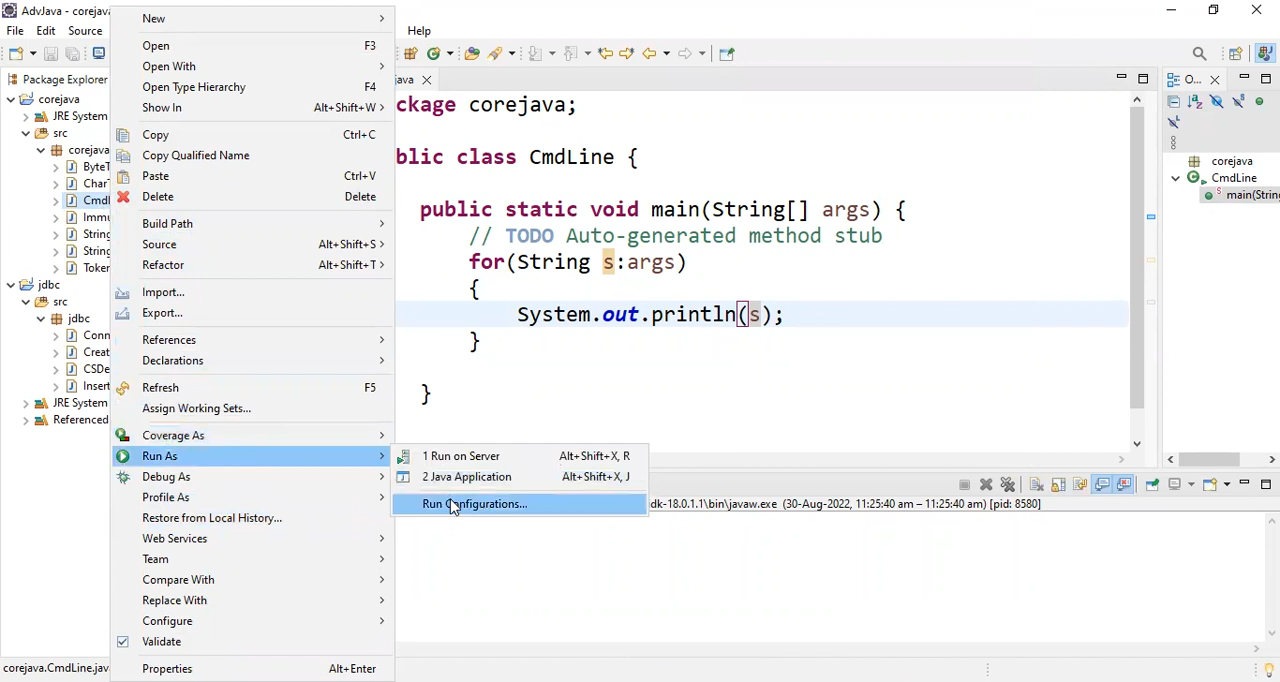 AdvJava - corejava
File Edit Source
Help
Package Explorer
corejava
JRE System
src
corejava
ByteT
CharT
Cmdl
Immu
String
String
Token
jdbc
src
jdbc
Conn
Creat
CSDe
Insert
JRE System
Referenced
corejava.CmdLine.jav
New
Open F3
Open With
Open Type Hierarchy F4
Show In Alt+Shift+W
Copy Ctrl+C
Copy Qualified Name
Paste Ctrl+V
Delete Delete
Build Path
Source Alt+Shift+S
Refactor Alt+Shift+T
Import...
Export...
References
Declarations
Refresh F5
Assign Working Sets...
Coverage As
Run As
Debug As
Profile As
Restore from Local History...
Web Services
Team
Compare With
Replace With
Configure
Validate
Properties Alt+Enter
1 Run on Server Alt+Shift+X, R
2 Java Application Alt+Shift+X, J
Run Configurations...
java
ckage corejava;
blic class CmdLine {
public static void main(String[] args) {
// TODO Auto-generated method stub
for(String s:args)
{
System.out.println(s);
}
}
dk-18.0.1.1\bin\javaw.exe (30-Aug-2022, 11:25:40 am – 11:25:40 am) [pid: 8580]
O...
corejava
CmdLine
main(String